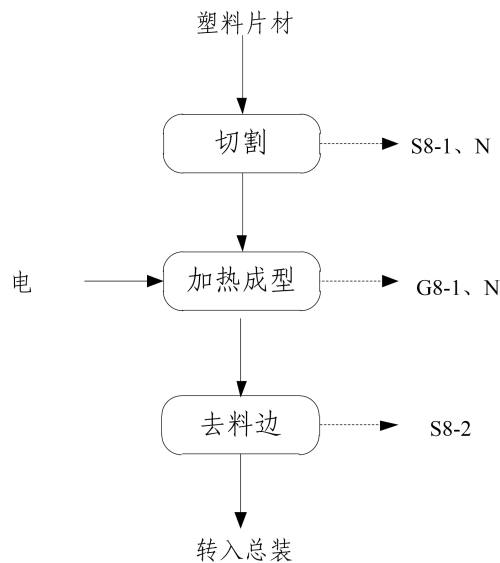 塑料片材
切割
S8-1、N
电
加热成型
G8-1、N
去料边
S8-2
转入总装